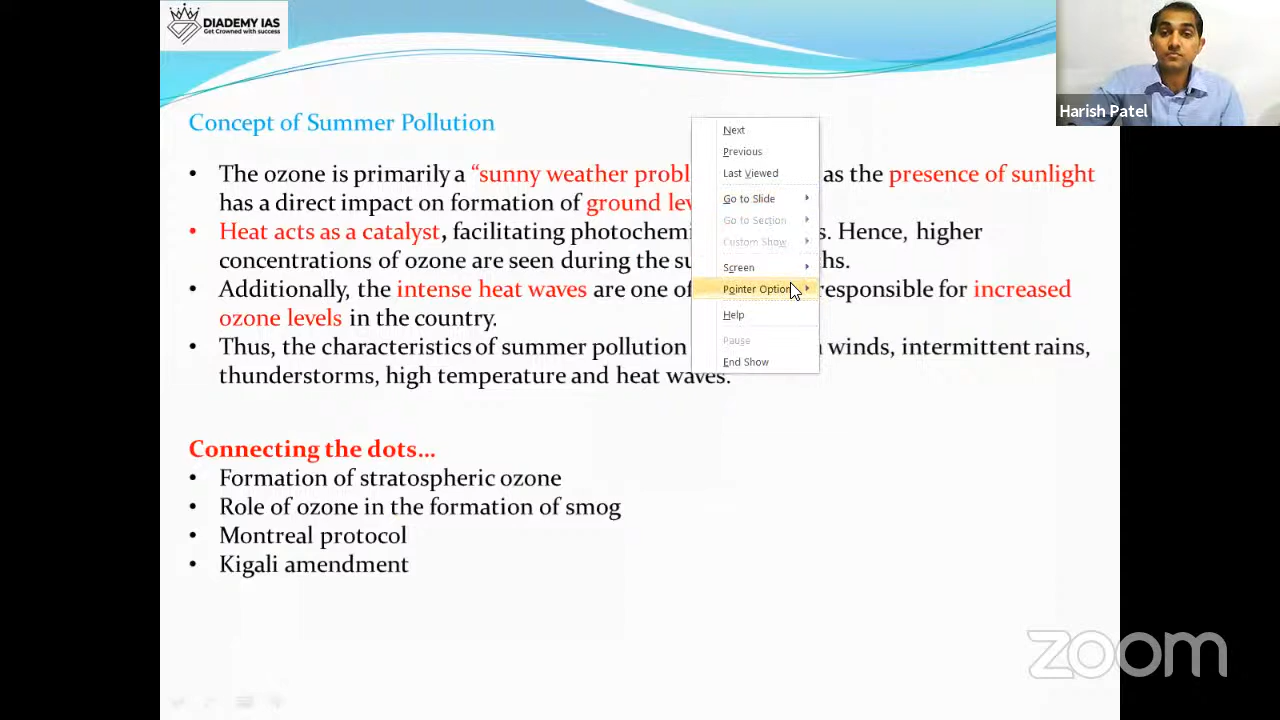 DIADEMY IAS
Get Crowned with success
Harish Patel
Concept of Summer Pollution
• The ozone is primarily a “sunny weather probl as the presence of sunlight
has a direct impact on formation of ground lev
• Heat acts as a catalyst, facilitating photochemi s. Hence, higher
concentrations of ozone are seen during the su hs.
• Additionally, the intense heat waves are one of responsible for increased
ozone levels in the country.
• Thus, the characteristics of summer pollution winds, intermittent rains,
thunderstorms, high temperature and heat waves.
Next
Previous
Last Viewed
Go to Slide
Go to Section
Custom Show
Screen
Pointer Option
Help
Pause
End Show
Connecting the dots...
• Formation of stratospheric ozone
• Role of ozone in the formation of smog
• Montreal protocol
• Kigali amendment
zoom